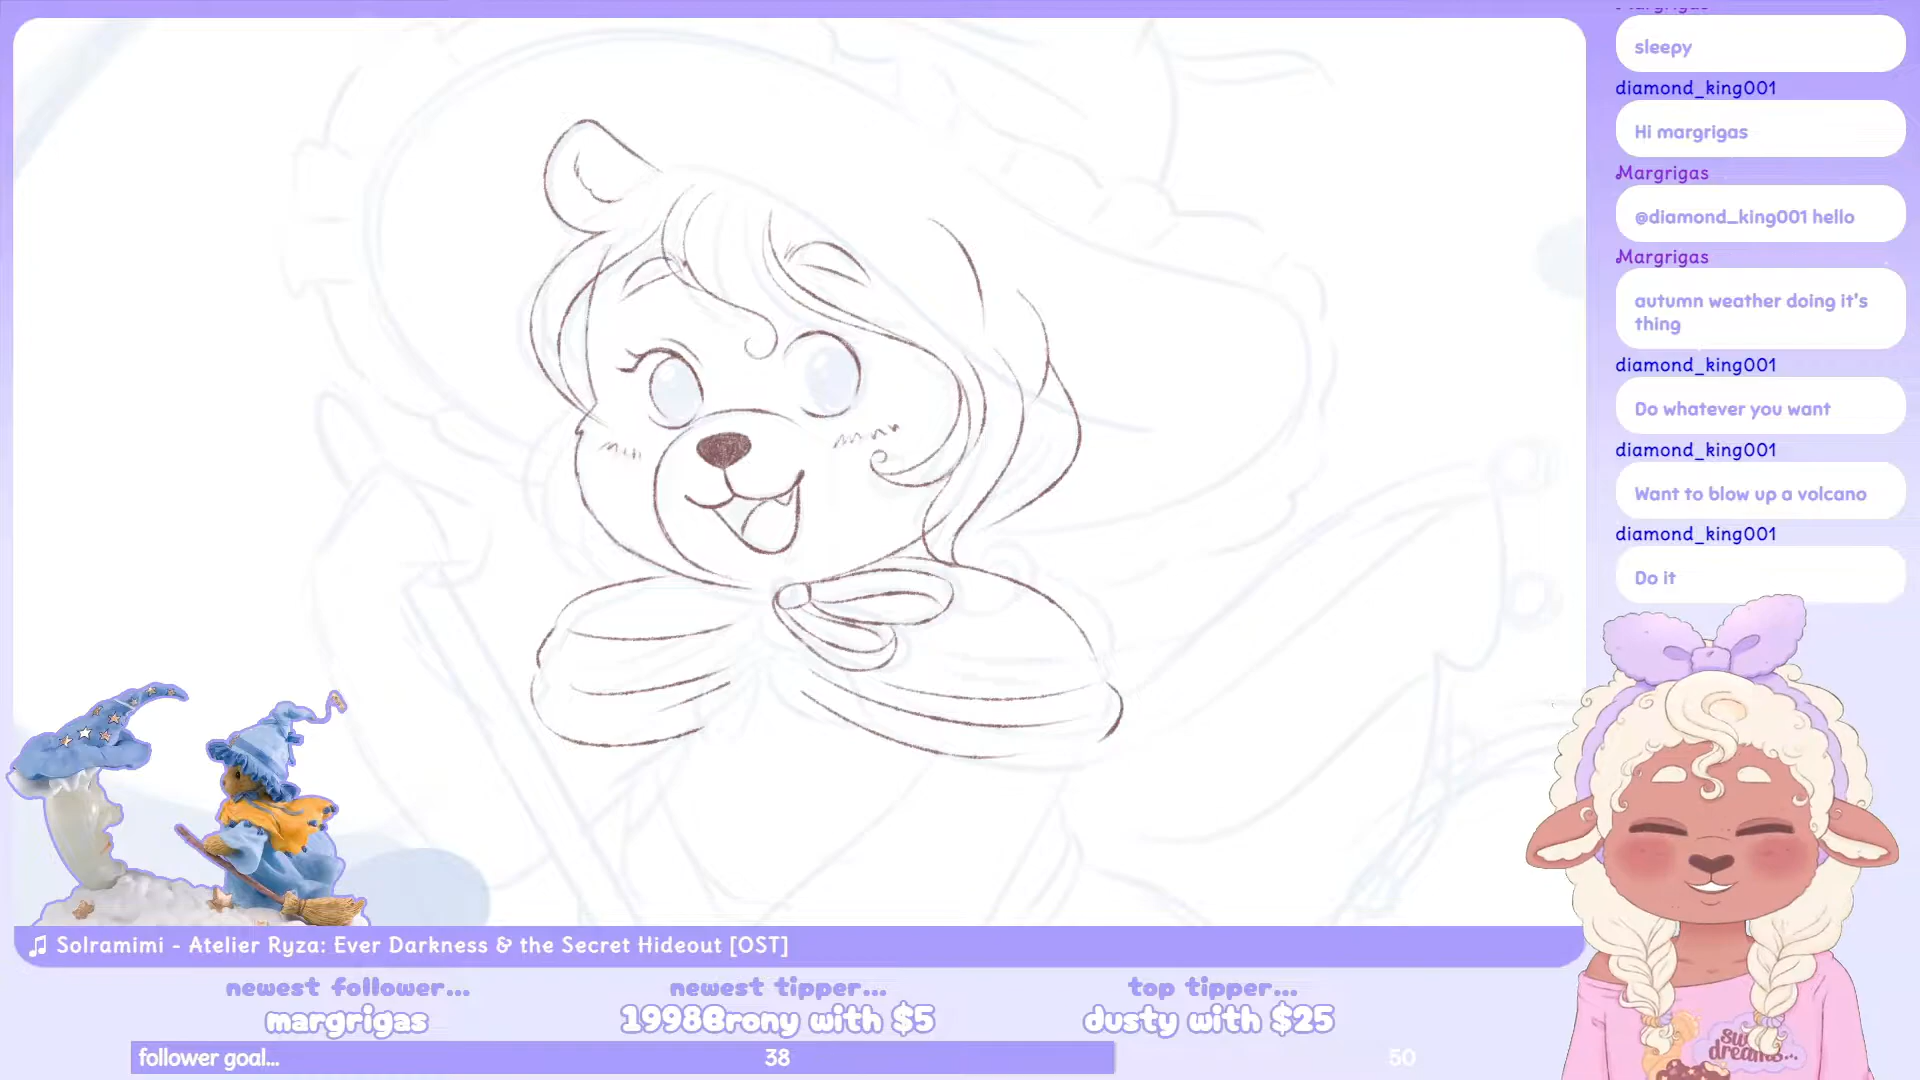 Margrigas
sleepy
diamond_king001
Hi margrigas
Margrigas
@diamond_king001 hello
Margrigas
autumn weather doing it's
thing
diamond_king001
Do whatever you want
diamond_king001
Want to blow up a volcano
diamond_king001
Do it
Solramimi - Atelier Ryza: Ever Darkness & the Secret Hideout [OST]
newest follower...
margrigas
newest tipper...
1998Brony with $5
top tipper...
dusty with $25
follower goal...
38
50
dreams...